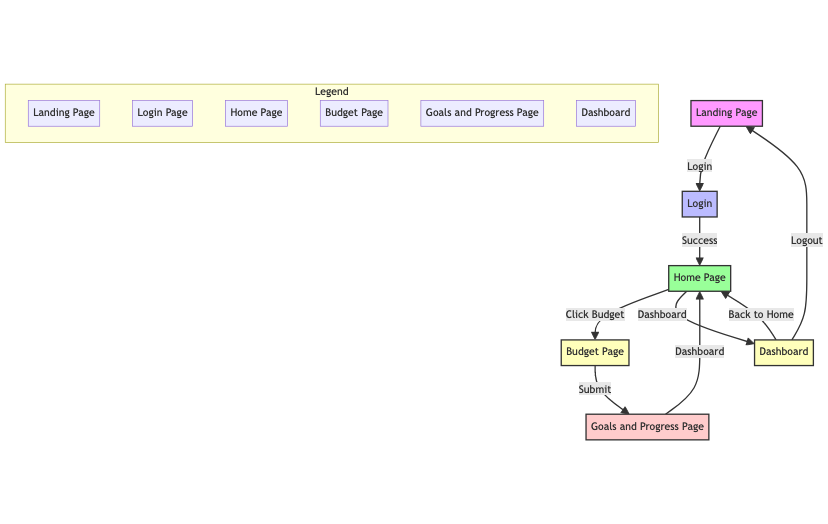 Legend
Landing Page
Login Page
Home Page
Budget Page
Goals and Progress Page
Dashboard
Landing Page
Login
Login
Success
Logout
Home Page
Click Budget
Dashboard
Back to Home
Budget Page
Dashboard
Dashboard
Submit
Goals and Progress Page